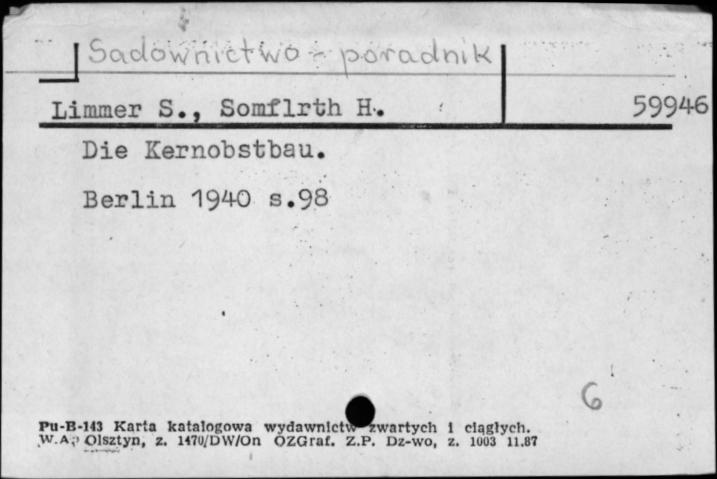 Sadownictwo - poradnik
Limmer S., Somflrth H.
59946
Die Kernobstbau.
Berlin 1940 s.98
6
Pu-B-143 Karta katalogowa wydawnictw zwartych i ciągłych.
W.A. Olsztyn, z. 1470/DW/On OZGraf. Z.P. Dz-wo, z. 1003 11.87